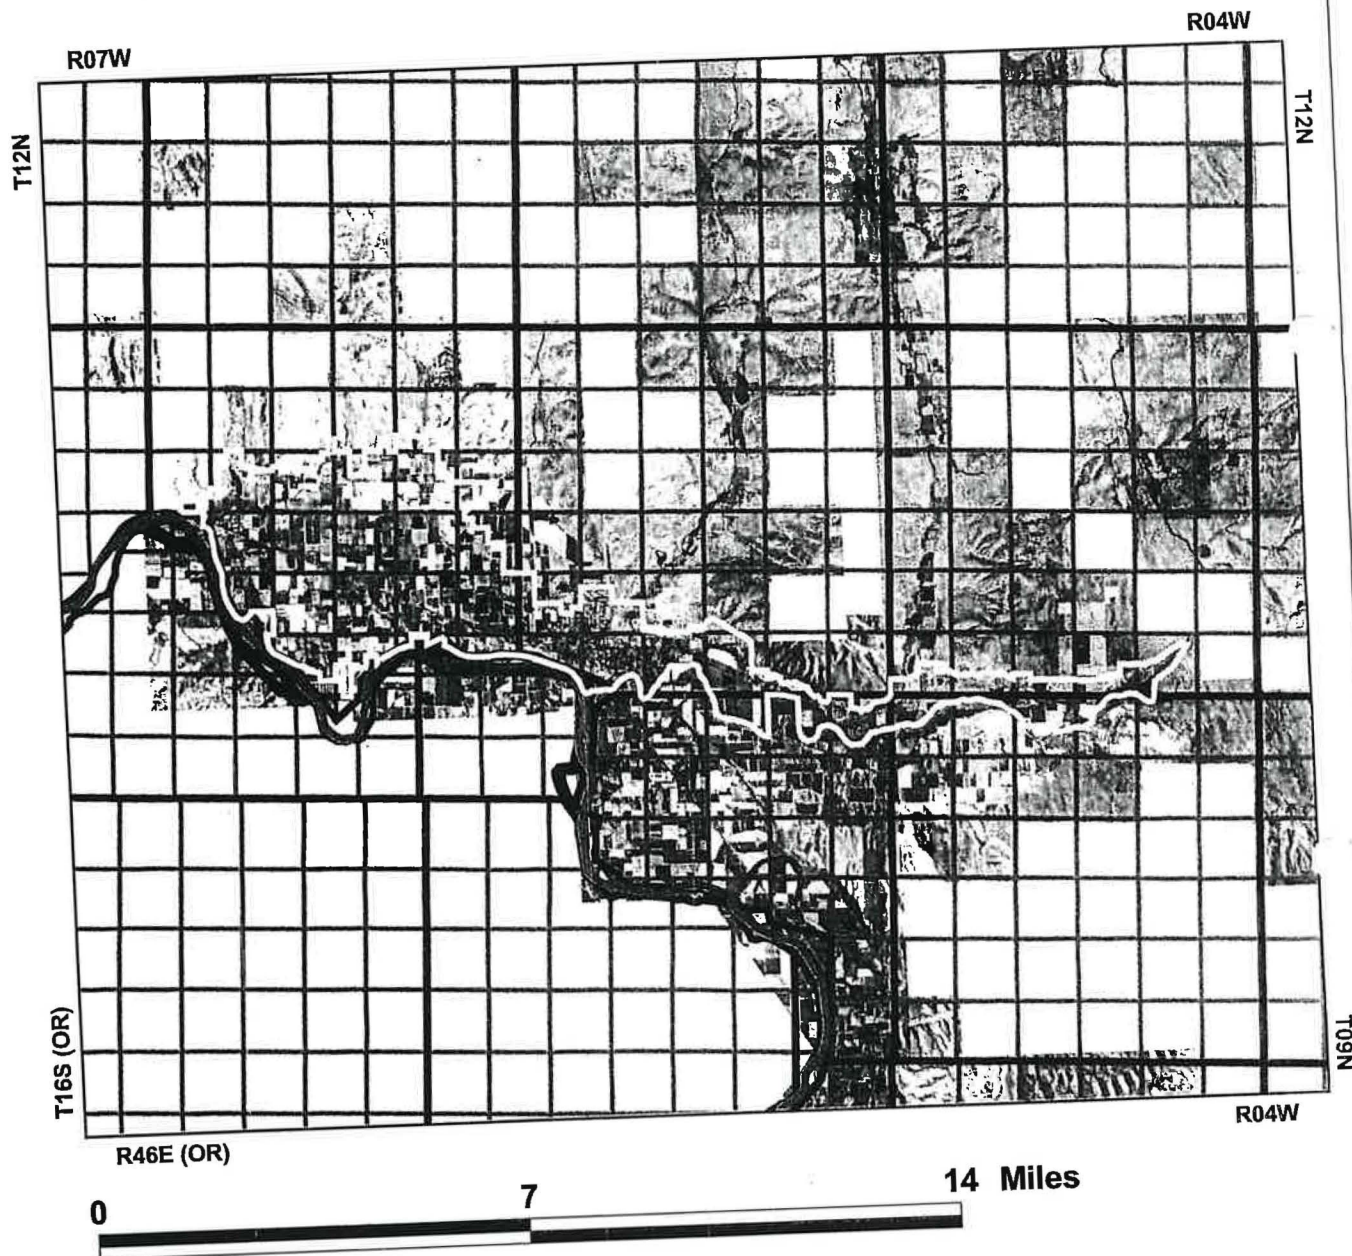 R07W
R04W
T12N
T12N
T16S (OR)
T09N
R46E (OR)
R04W
0 7 14 Miles